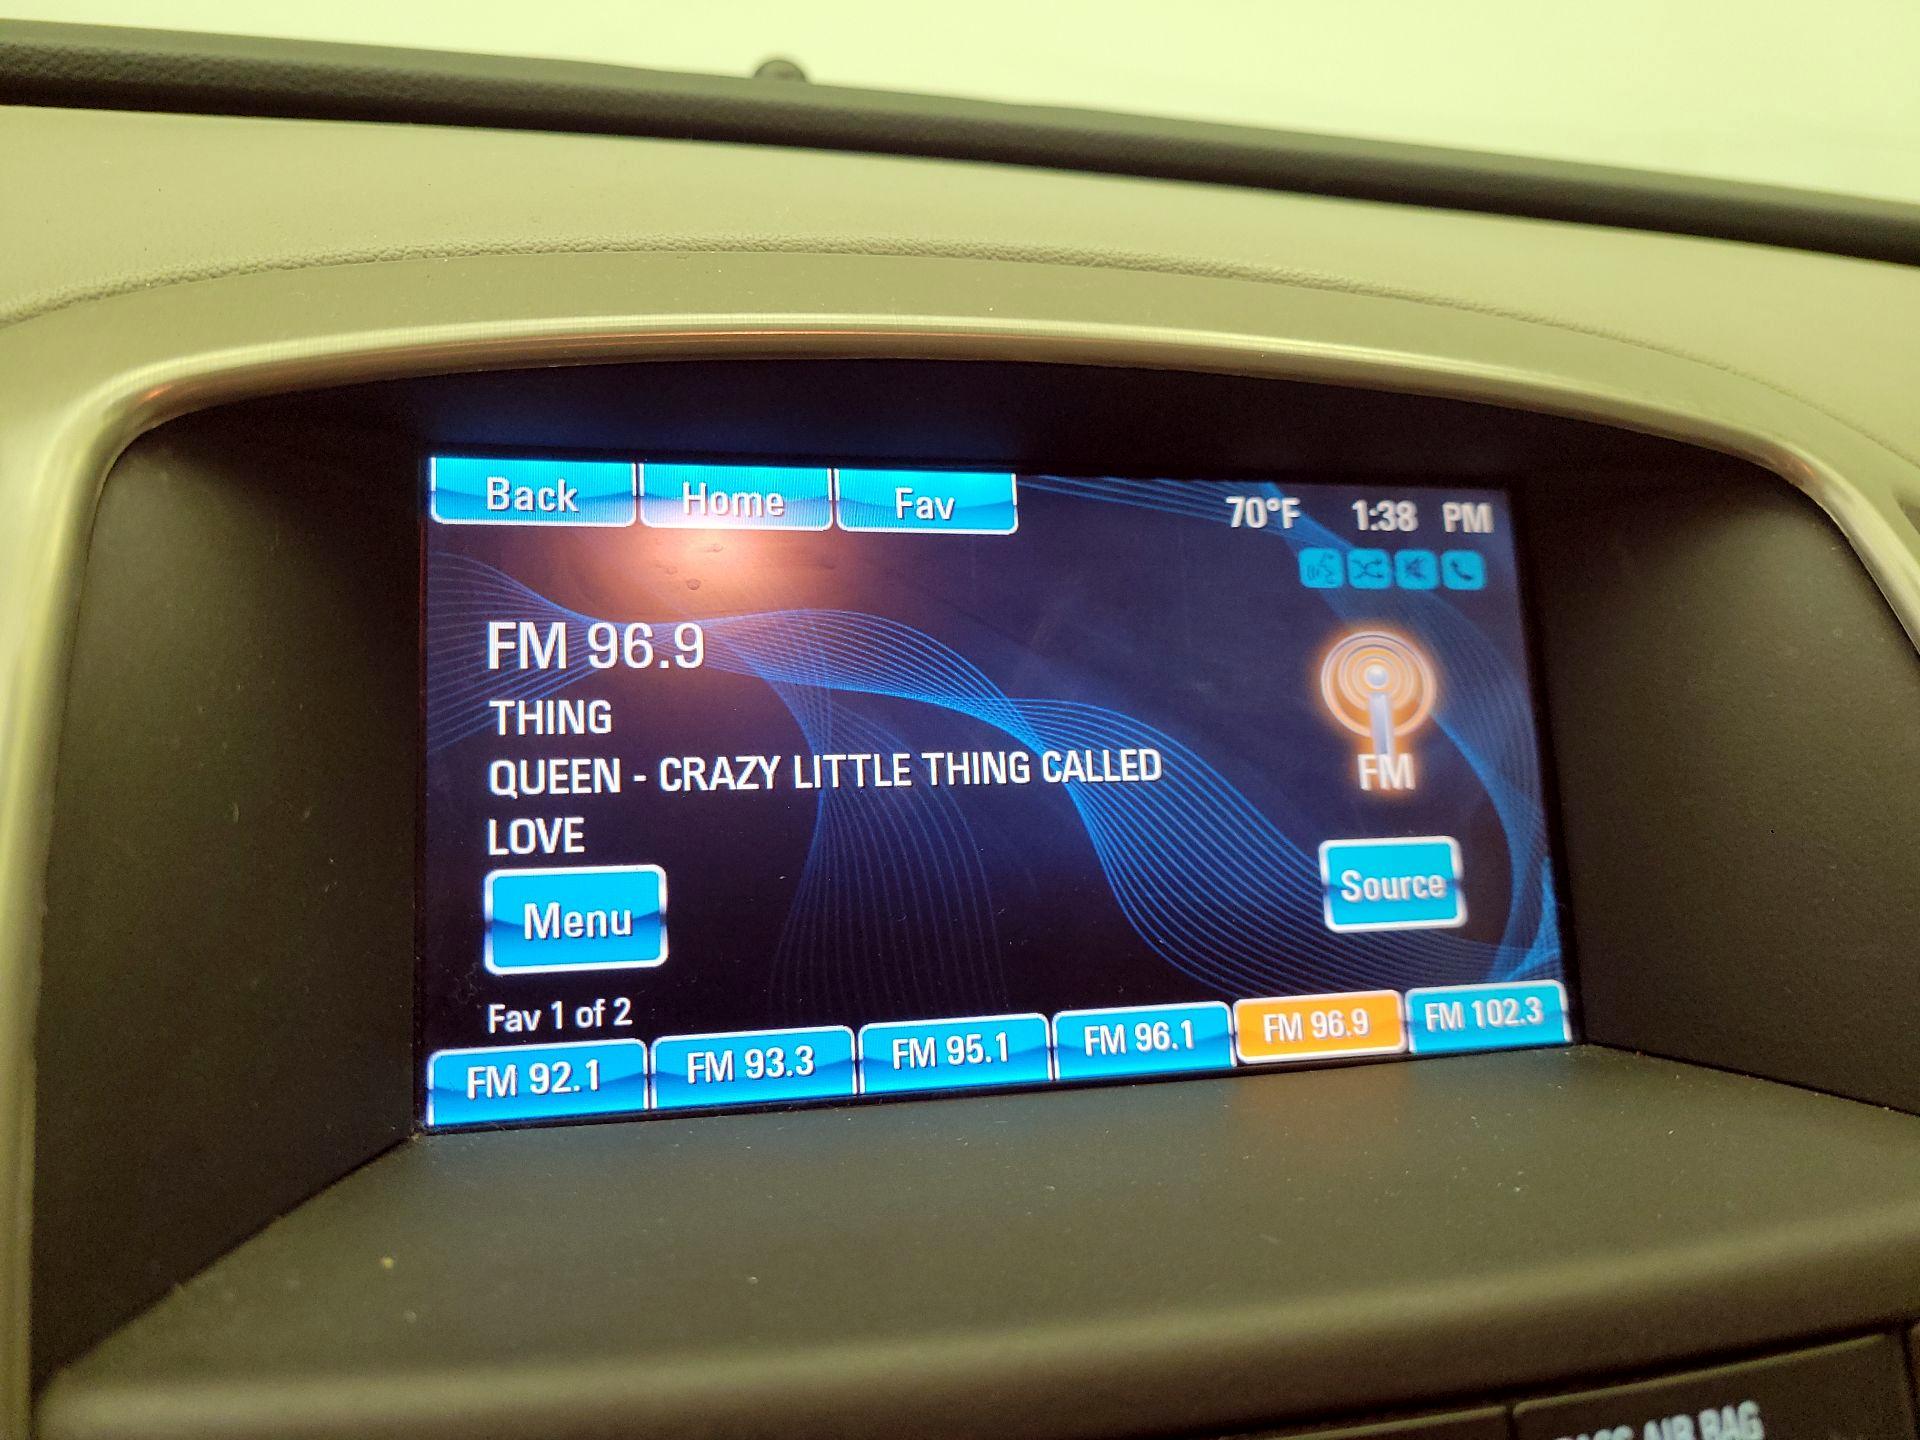 Back Home Fav 70°F 1:38 PM
FM 96.9
THING
QUEEN - CRAZY LITTLE THING CALLED
LOVE
FM
Source
Menu
Fav 1 of 2
FM 92.1 FM 93.3 FM 95.1 FM 96.1 FM 96.9 FM 102.3
AIR BAG